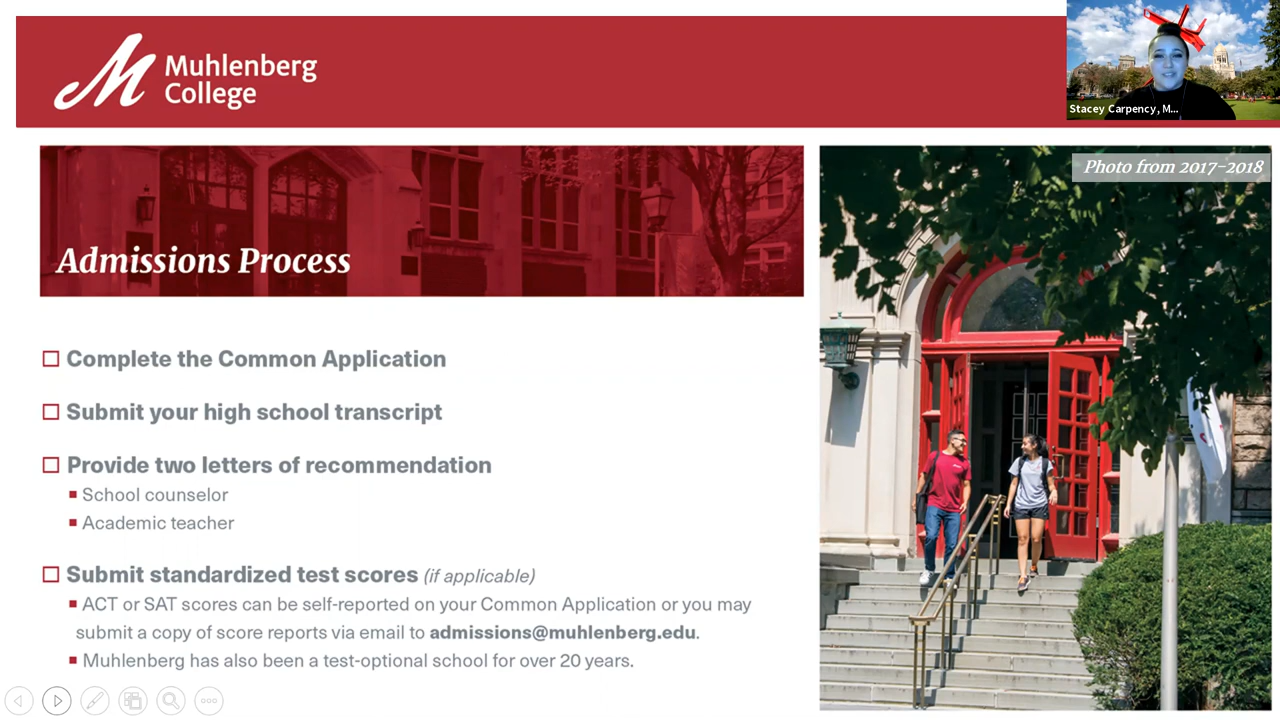 Muhlenberg
College
Stacey Carpency, M...
Photo from 2017-2018
Admissions Process
Complete the Common Application
Submit your high school transcript
Provide two letters of recommendation
School counselor
Academic teacher
Submit standardized test scores (if applicable)
ACT or SAT scores can be self-reported on your Common Application or you may
submit a copy of score reports via email to admissions@muhlenberg.edu.
Muhlenberg has also been a test-optional school for over 20 years.